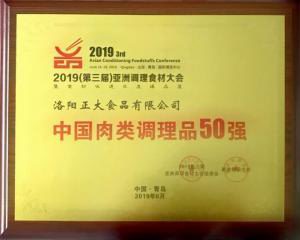 2019 3rd
Asian Conditioning Foodstuffs Conference
2019(第三届)亚洲调理食材大会
洛阳正大食品有限公司
中国肉类调理品50强
中国·青岛
2019年6月